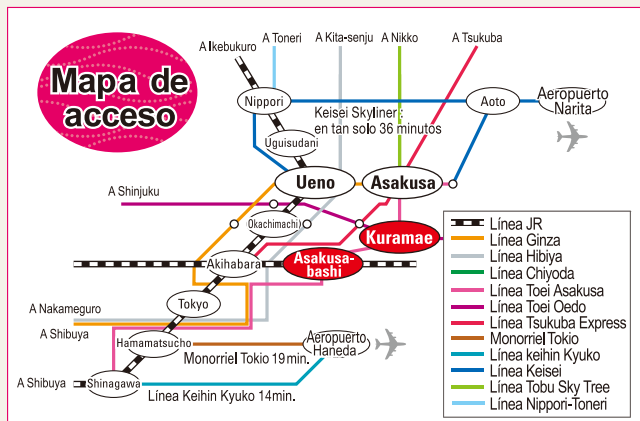 A Ikebukuro
A Toneri
A Kita-senju
A Nikko
A Tsukuba
Mapa de
acceso
Nippori
Aoto
Aeropuerto
Narita
Keisei Skyliner :
en tan solo 36 minutos
Uguisudani
Ueno
Asakusa
A Shinjuku
Okachimachi
Kuramae
Akihabara
Asakusa-
bashi
Tokyo
A Nakameguro
A Shibuya
Hamamatsucho
Aeropuerto
Haneda
Monorriel Tokio 19 min.
A Shibuya
Shinagawa
Línea Keihin Kyuko 14min.
Línea JR
Línea Ginza
Línea Hibiya
Línea Chiyoda
Línea Toei Asakusa
Línea Toei Oedo
Línea Tsukuba Express
Monorriel Tokio
Línea keihin Kyuko
Línea Keisei
Línea Tobu Sky Tree
Línea Nippori-Toneri